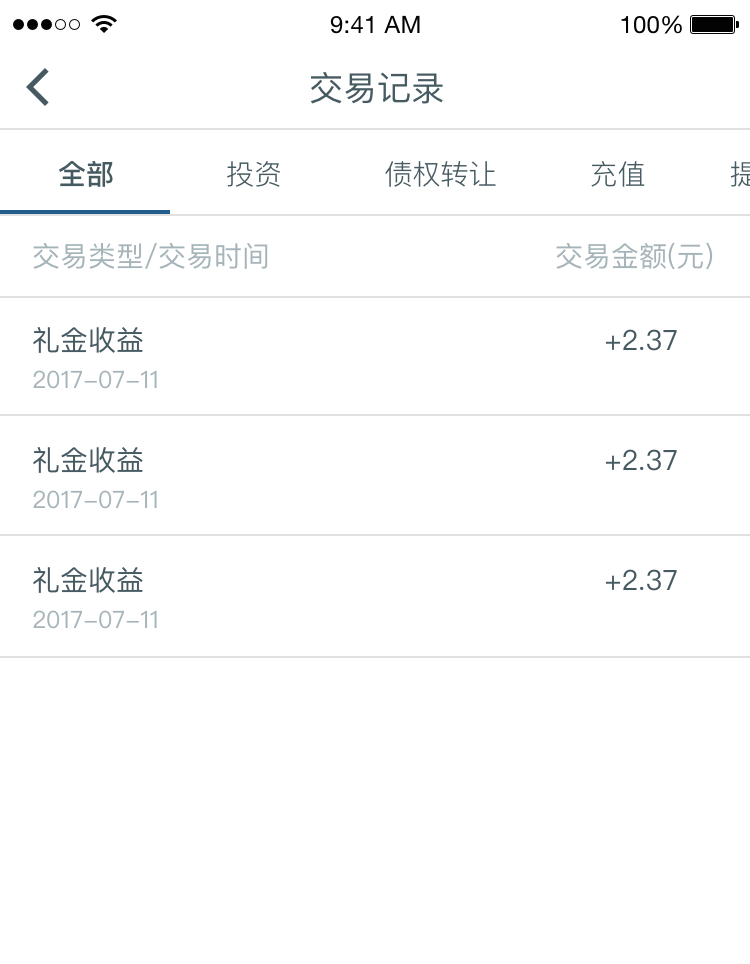 9:41 AM 100%
交易记录
全部 投资 债权转让 充值 提
交易类型/交易时间 交易金额(元)
礼金收益 +2.37
2017-07-11
礼金收益 +2.37
2017-07-11
礼金收益 +2.37
2017-07-11